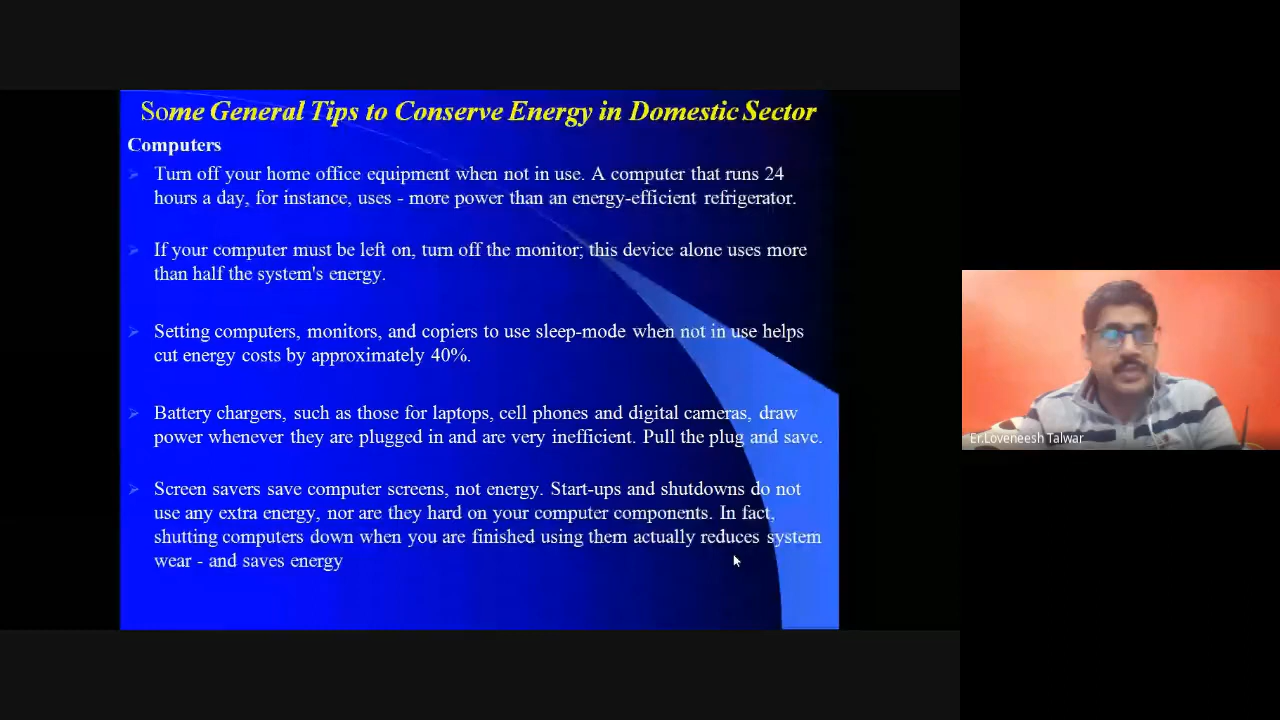 Some General Tips to Conserve Energy in Domestic Sector
Computers
Turn off your home office equipment when not in use. A computer that runs 24
hours a day, for instance, uses - more power than an energy-efficient refrigerator.
If your computer must be left on, turn off the monitor; this device alone uses more
than half the system's energy.
Setting computers, monitors, and copiers to use sleep-mode when not in use helps
cut energy costs by approximately 40%.
Battery chargers, such as those for laptops, cell phones and digital cameras, draw
power whenever they are plugged in and are very inefficient. Pull the plug and save.
Screen savers save computer screens, not energy. Start-ups and shutdowns do not
use any extra energy, nor are they hard on your computer components. In fact,
shutting computers down when you are finished using them actually reduces system
wear - and saves energy
Er.Loveneesh Talwar